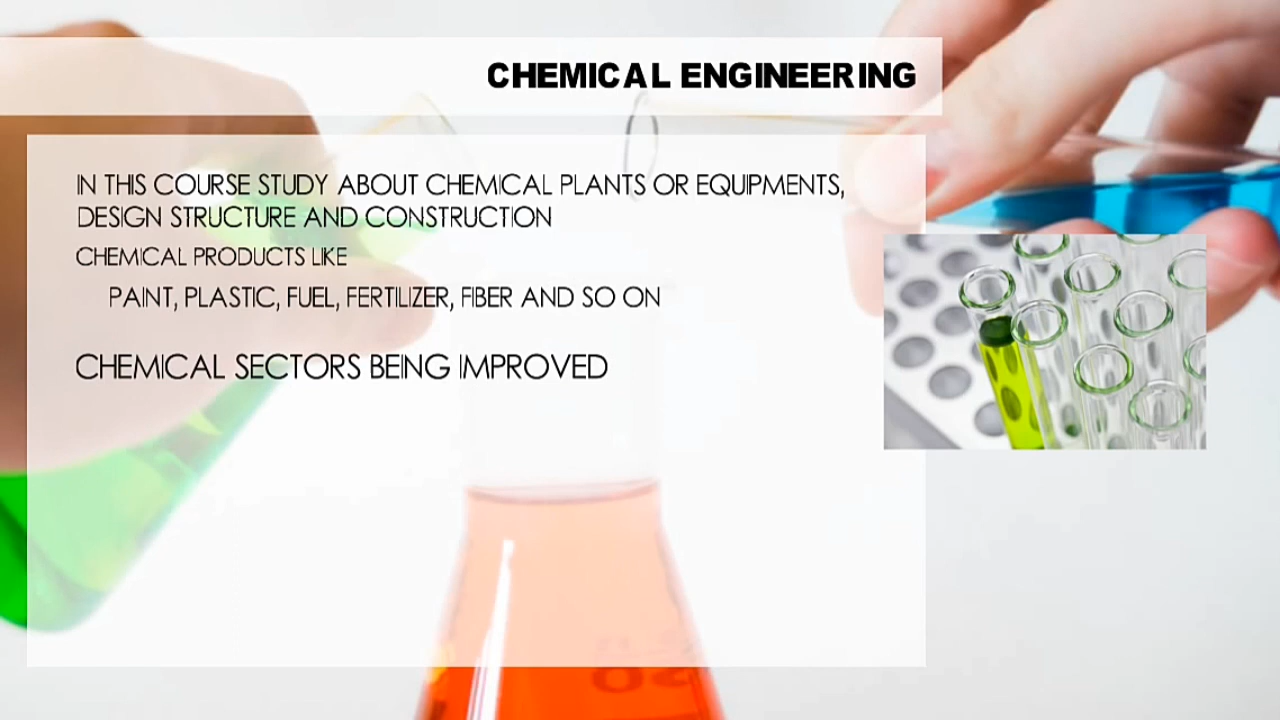 CHEMICAL ENGINEERING
IN THIS COURSE STUDY ABOUT CHEMICAL PLANTS OR EQUIPMENTS,
DESIGN STRUCTURE AND CONSTRUCTION
CHEMICAL PRODUCTS LIKE
PAINT, PLASTIC, FUEL, FERTILIZER, FIBER AND SO ON
CHEMICAL SECTORS BEING IMPROVED